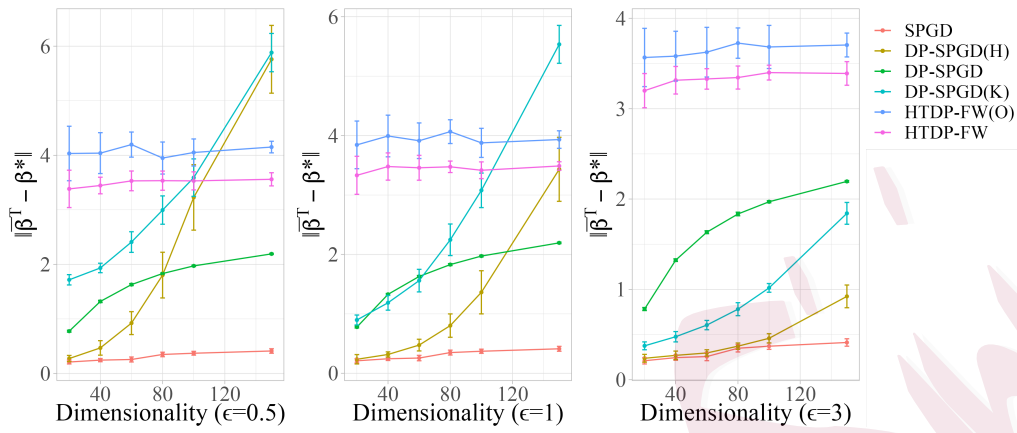 6
4
2
0
‖β̅ᵀ − β*‖
40 80 120
Dimensionality (ϵ=0.5)
6
4
2
0
‖β̅ᵀ − β*‖
40 80 120
Dimensionality (ϵ=1)
4
3
2
1
0
‖β̅ᵀ − β*‖
40 80 120
Dimensionality (ϵ=3)
SPGD
DP-SPGD(H)
DP-SPGD
DP-SPGD(K)
HTDP-FW(O)
HTDP-FW